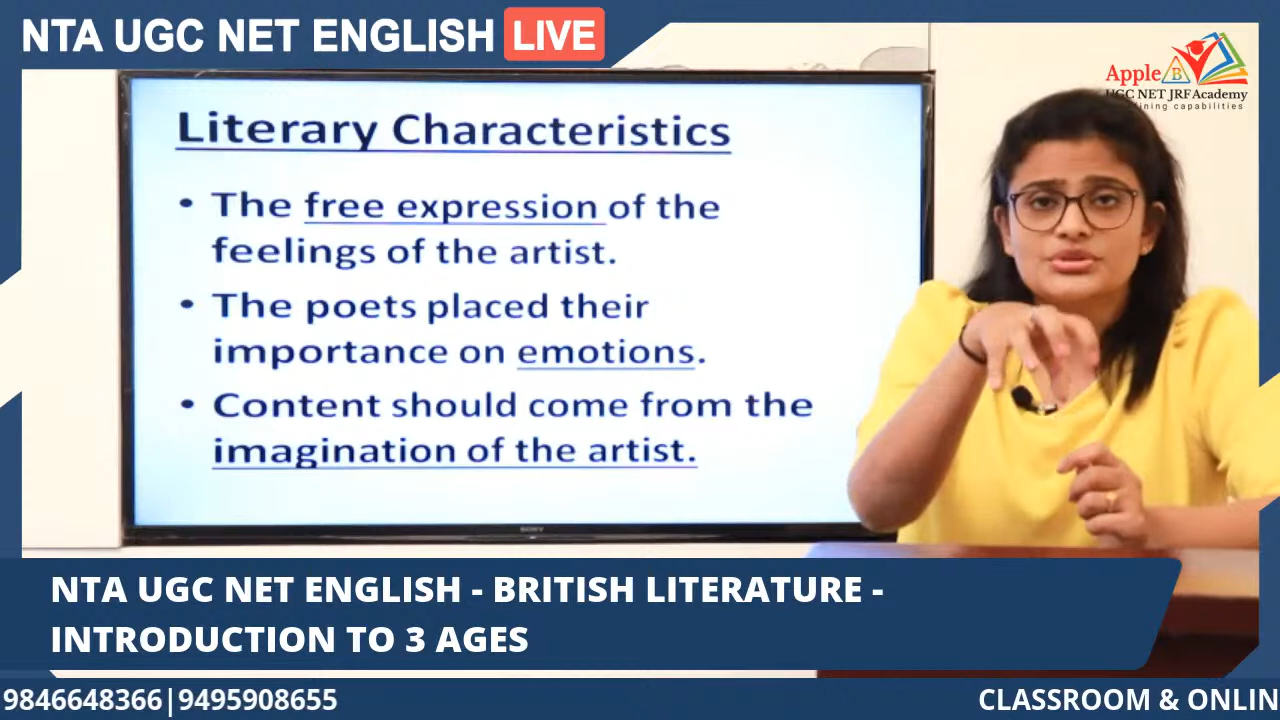 NTA UGC NET ENGLISH LIVE
Apple B
UGC NET JRF Academy
capabilities
Literary Characteristics
• The free expression of the
feelings of the artist.
• The poets placed their
importance on emotions.
• Content should come from the
imagination of the artist.
SONY
NTA UGC NET ENGLISH - BRITISH LITERATURE -
INTRODUCTION TO 3 AGES
9846648366|9495908655
CLASSROOM & ONLIN